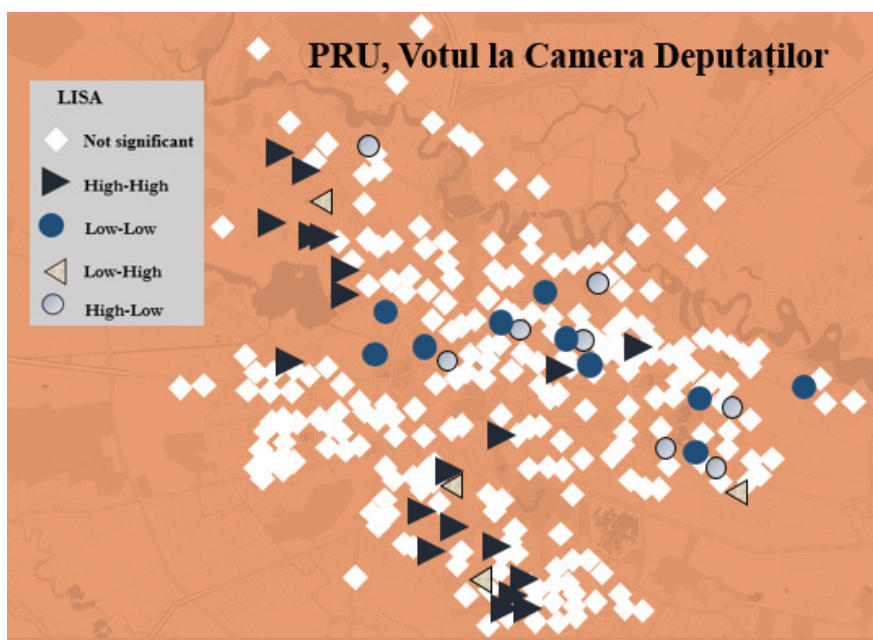 PRU, Votul la Camera Deputaților
LISA
Not significant
High-High
Low-Low
Low-High
High-Low